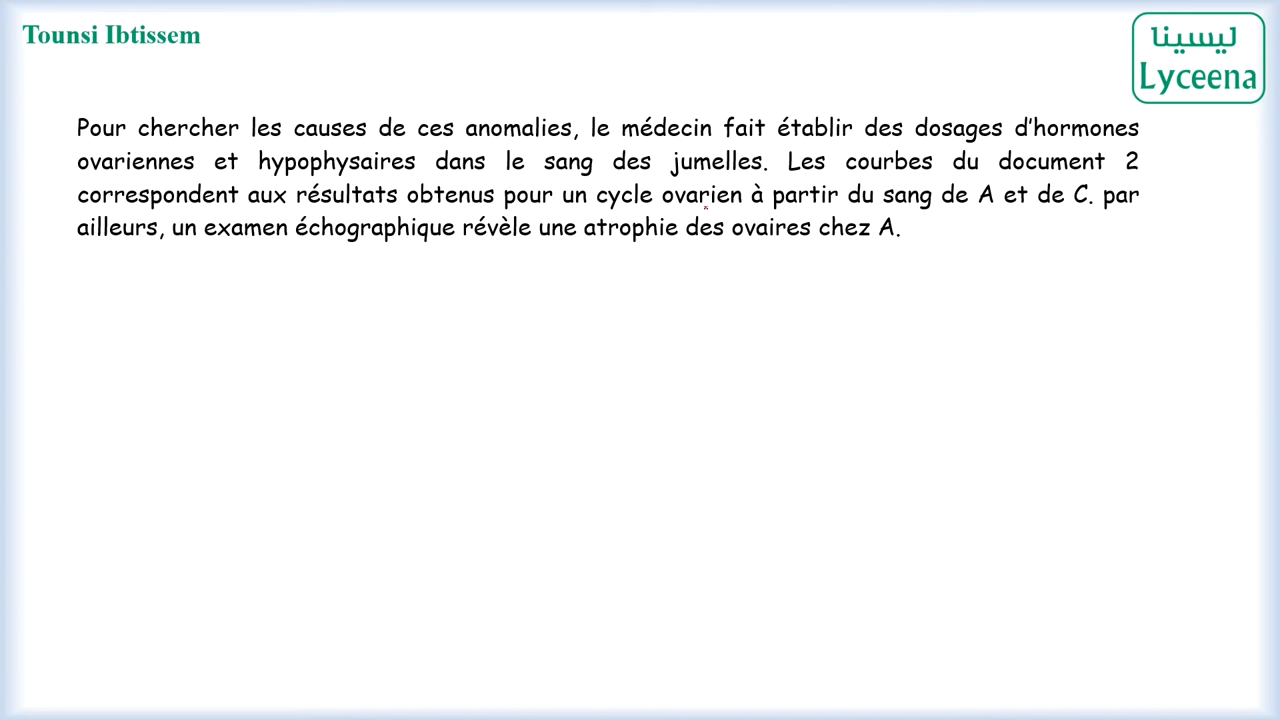 Tounsi Ibtissem
ليسينا
Lyceena
Pour chercher les causes de ces anomalies, le médecin fait établir des dosages d’hormones
ovariennes et hypophysaires dans le sang des jumelles. Les courbes du document 2
correspondent aux résultats obtenus pour un cycle ovarien à partir du sang de A et de C. par
ailleurs, un examen échographique révèle une atrophie des ovaires chez A.